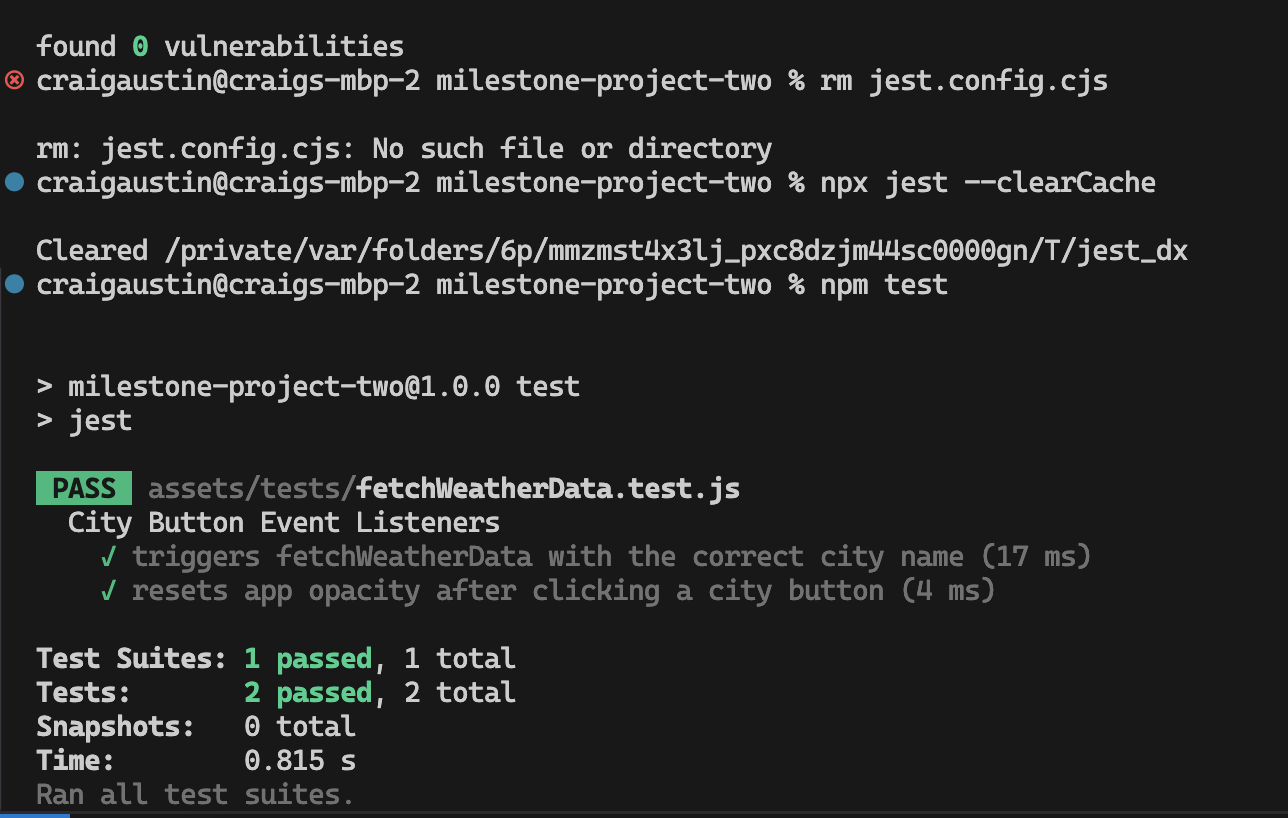 found 0 vulnerabilities
craigaustin@craigs-mbp-2 milestone-project-two % rm jest.config.cjs
rm: jest.config.cjs: No such file or directory
craigaustin@craigs-mbp-2 milestone-project-two % npx jest --clearCache
Cleared /private/var/folders/6p/mmzmst4x3lj_pxc8dzjm44sc0000gn/T/jest_dx
craigaustin@craigs-mbp-2 milestone-project-two % npm test
> milestone-project-two@1.0.0 test
> jest
PASS assets/tests/fetchWeatherData.test.js
City Button Event Listeners
✓ triggers fetchWeatherData with the correct city name (17 ms)
✓ resets app opacity after clicking a city button (4 ms)
Test Suites: 1 passed, 1 total
Tests: 2 passed, 2 total
Snapshots: 0 total
Time: 0.815 s
Ran all test suites.